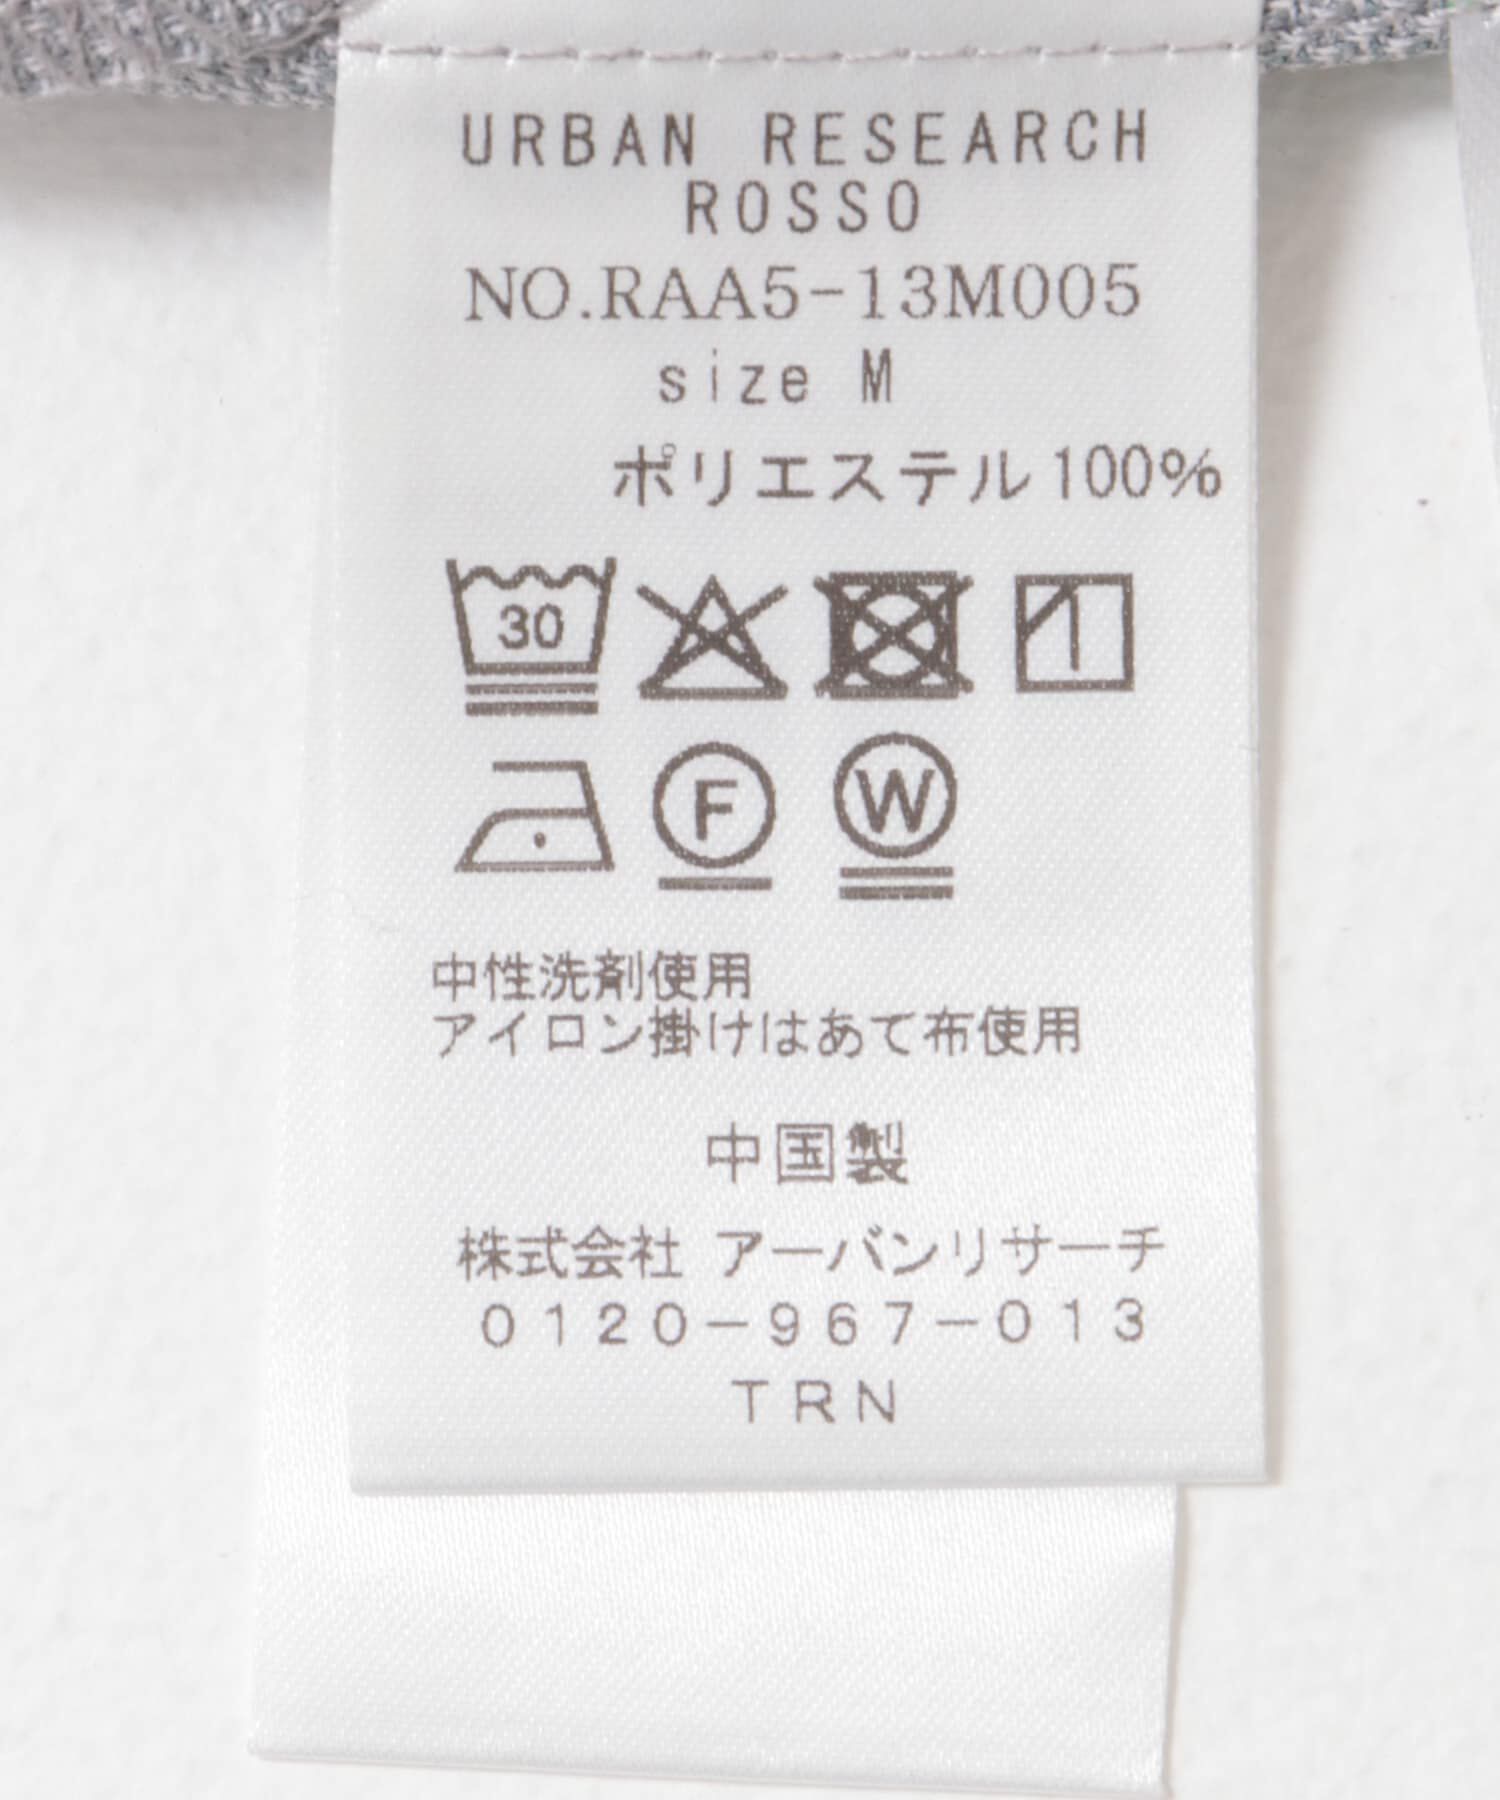 URBAN RESEARCH
ROSSO
NO.RAA5-13M005
size M
ポリエステル100%
30
F W
中性洗剤使用
アイロン掛けはあて布使用
中国製
株式会社 アーバンリサーチ
0120-967-013
TRN